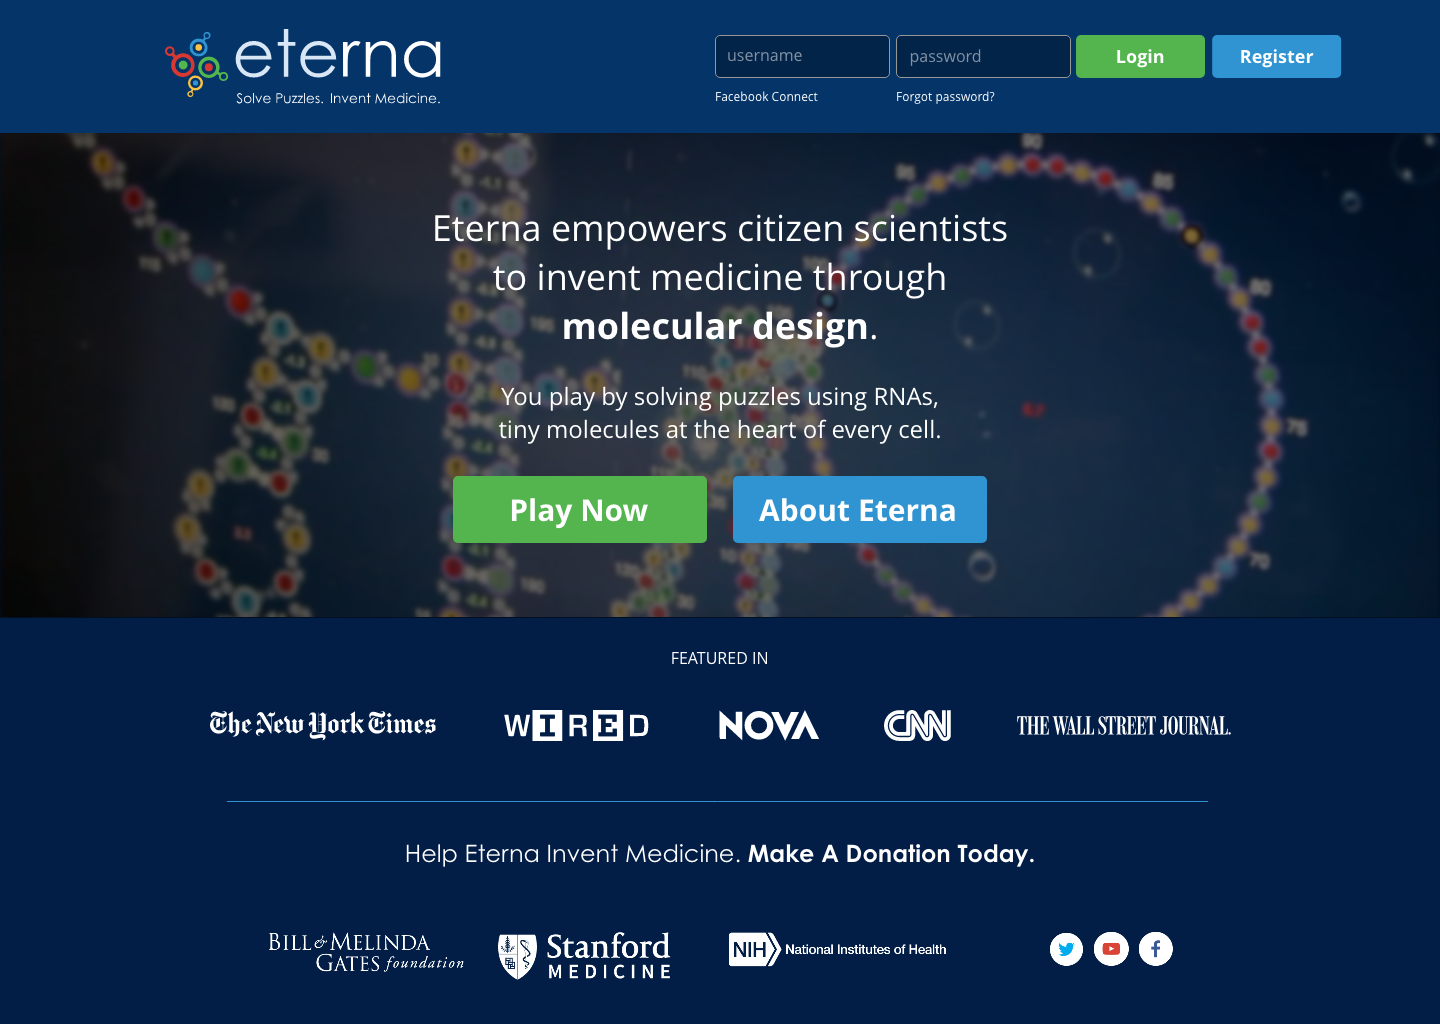 eterna
Solve Puzzles. Invent Medicine.
username
password
Login
Register
Facebook Connect
Forgot password?
Eterna empowers citizen scientists
to invent medicine through
molecular design.
You play by solving puzzles using RNAs,
tiny molecules at the heart of every cell.
Play Now
About Eterna
FEATURED IN
The New York Times
WIRED
NOVA
CNN
THE WALL STREET JOURNAL.
Help Eterna Invent Medicine. Make A Donation Today.
BILL & MELINDA
GATES foundation
Stanford
MEDICINE
NIH
National Institutes of Health